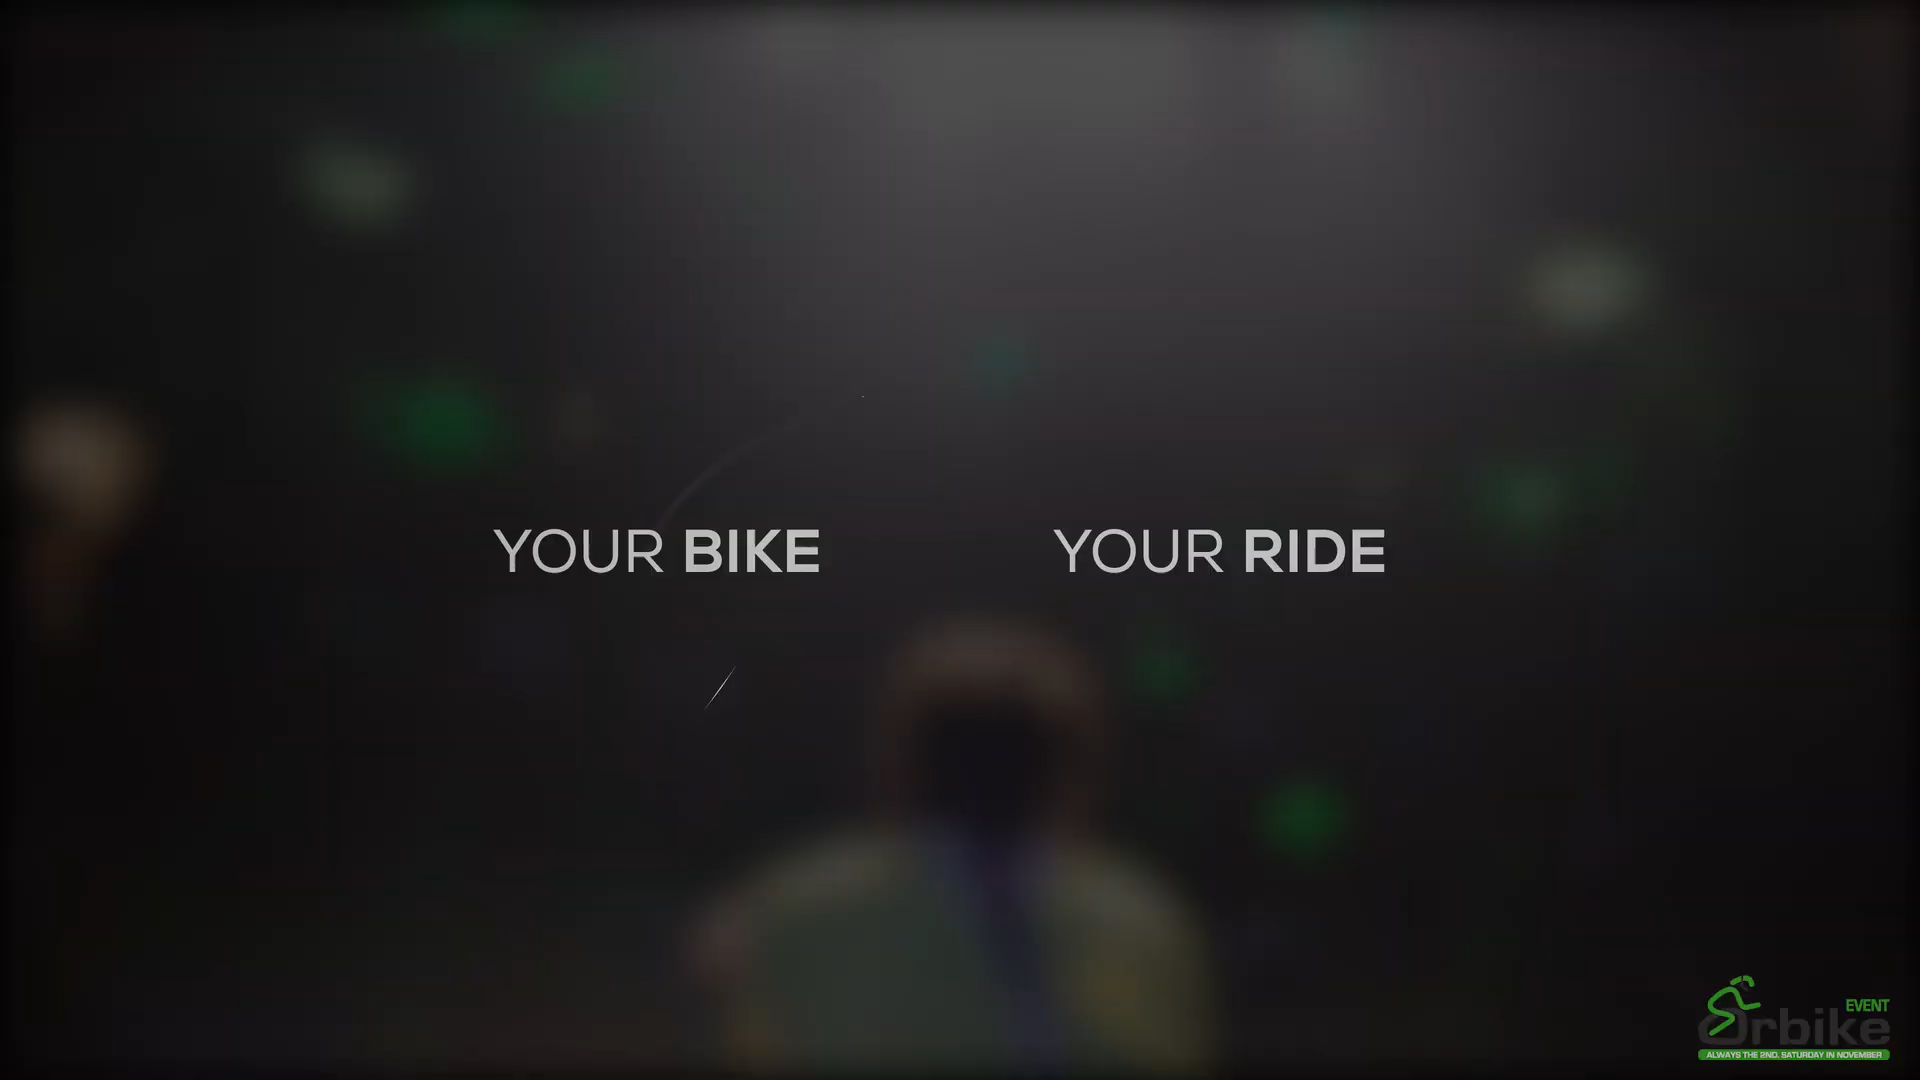 YOUR BIKE YOUR RIDE
EVENT
Orbike
ALWAYS THE 2ND. SATURDAY IN NOVEMBER